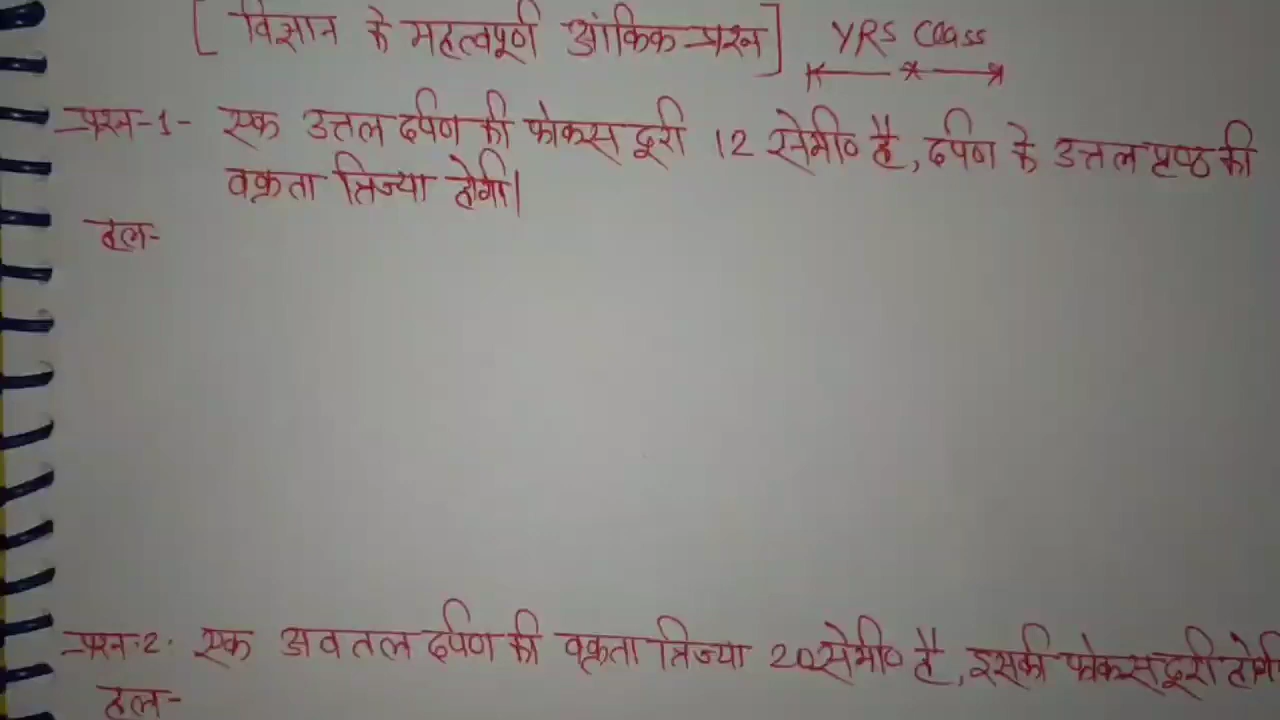 [ विज्ञान के महत्वपूर्ण आंकिक प्रश्न ] YRS Class
प्रश्न-1- एक उत्तल दर्पण की फोकस दूरी 12 सेमी० है, दर्पण के उत्तल पृष्ठ की
वक्रता त्रिज्या होगी।
हल-
प्रश्न-2. एक अवतल दर्पण की वक्रता त्रिज्या 20 सेमी० है, इसकी फोकस दूरी होगी
हल-